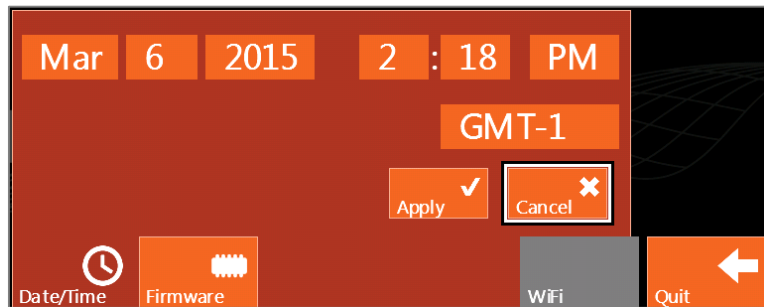 Mar 6 2015 2 : 18 PM
GMT-1
Apply Cancel
Date/Time Firmware WiFi Quit